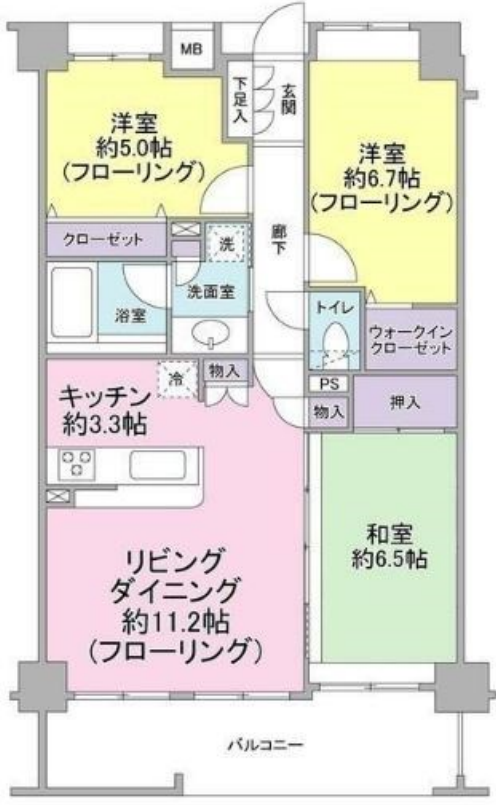 MB
下足入
玄関
洋室
約5.0帖
(フローリング)
洋室
約6.7帖
(フローリング)
廊下
クローゼット
洗
洗面室
浴室
トイレ
ウォークイン
クローゼット
キッチン
約3.3帖
冷
物入
PS
物入
押入
和室
約6.5帖
リビング
ダイニング
約11.2帖
(フローリング)
バルコニー